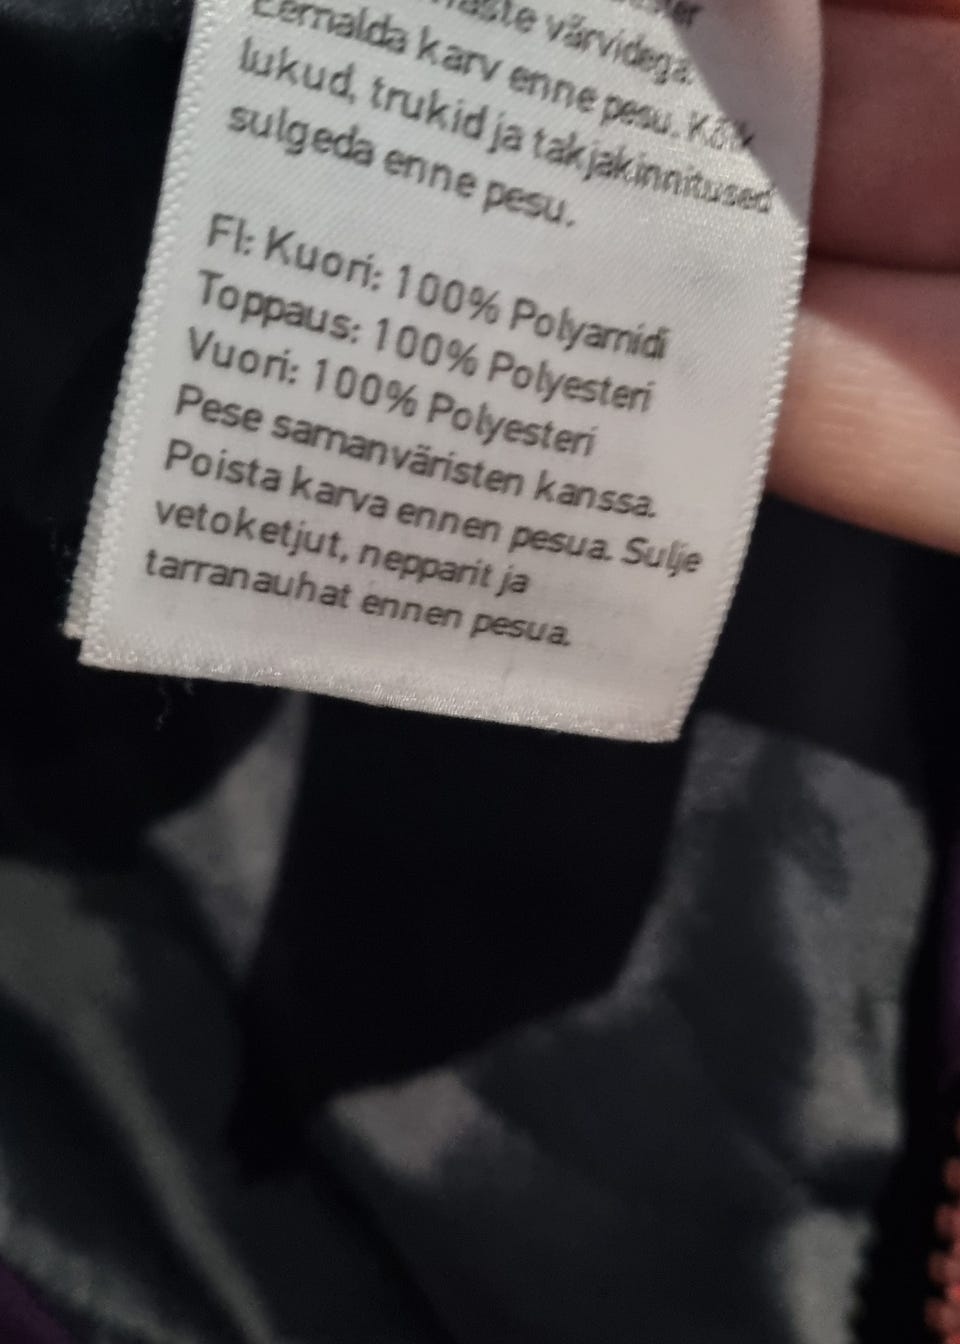 värvidega.
Eemalda karv enne pesu. Kõik
lukud, trukid ja takjakinnitused
sulgeda enne pesu.
FI: Kuori: 100% Polyamidi
Toppaus: 100% Polyesteri
Vuori: 100% Polyesteri
Pese samanväristen kanssa.
Poista karva ennen pesua. Sulje
vetoketjut, nepparit ja
tarranauhat ennen pesua.